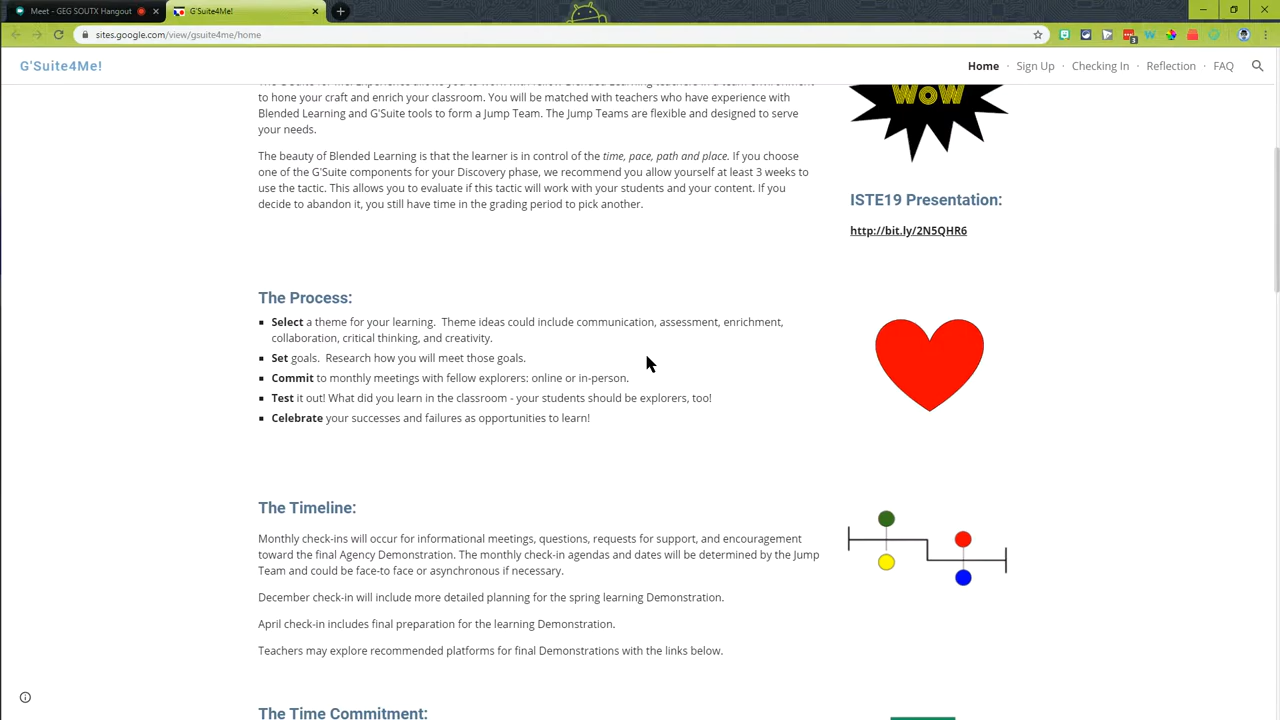 Meet - GEG SOUTX Hangout
G'Suite4Me!
sites.google.com/view/gsuite4me/home
3
G'Suite4Me!
Home · Sign Up · Checking In · Reflection · FAQ
to hone your craft and enrich your classroom. You will be matched with teachers who have experience with
Blended Learning and G'Suite tools to form a Jump Team. The Jump Teams are flexible and designed to serve
your needs.
The beauty of Blended Learning is that the learner is in control of the time, pace, path and place. If you choose
one of the G'Suite components for your Discovery phase, we recommend you allow yourself at least 3 weeks to
use the tactic. This allows you to evaluate if this tactic will work with your students and your content. If you
decide to abandon it, you still have time in the grading period to pick another.
WoW
ISTE19 Presentation:
http://bit.ly/2N5QHR6
The Process:
▪ Select a theme for your learning.  Theme ideas could include communication, assessment, enrichment,
collaboration, critical thinking, and creativity.
▪ Set goals.  Research how you will meet those goals.
▪ Commit to monthly meetings with fellow explorers: online or in-person.
▪ Test it out! What did you learn in the classroom - your students should be explorers, too!
▪ Celebrate your successes and failures as opportunities to learn!
The Timeline:
Monthly check-ins will occur for informational meetings, questions, requests for support, and encouragement
toward the final Agency Demonstration. The monthly check-in agendas and dates will be determined by the Jump
Team and could be face-to face or asynchronous if necessary.
December check-in will include more detailed planning for the spring learning Demonstration.
April check-in includes final preparation for the learning Demonstration.
Teachers may explore recommended platforms for final Demonstrations with the links below.
The Time Commitment: